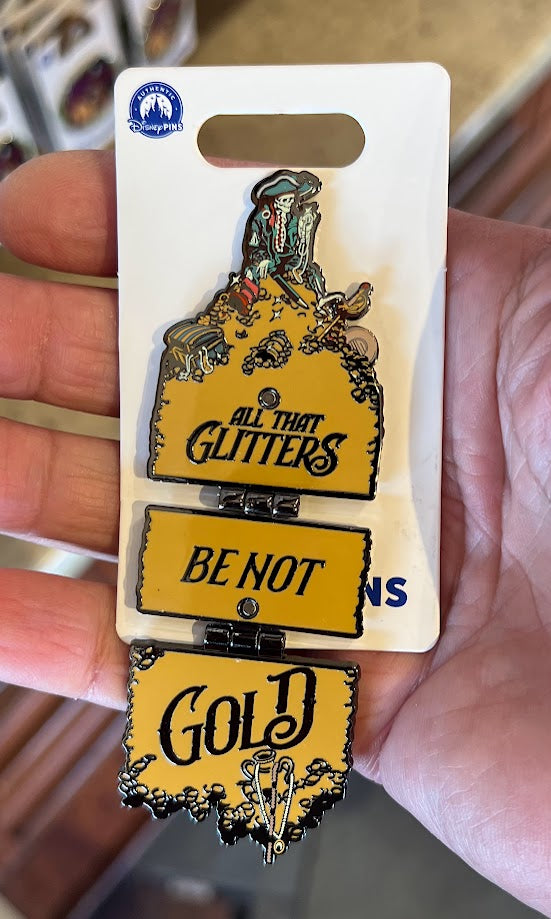 AUTHENTIC
Disney PINS
ALL THAT
GLITTERS
BE NOT
NS
GOLD